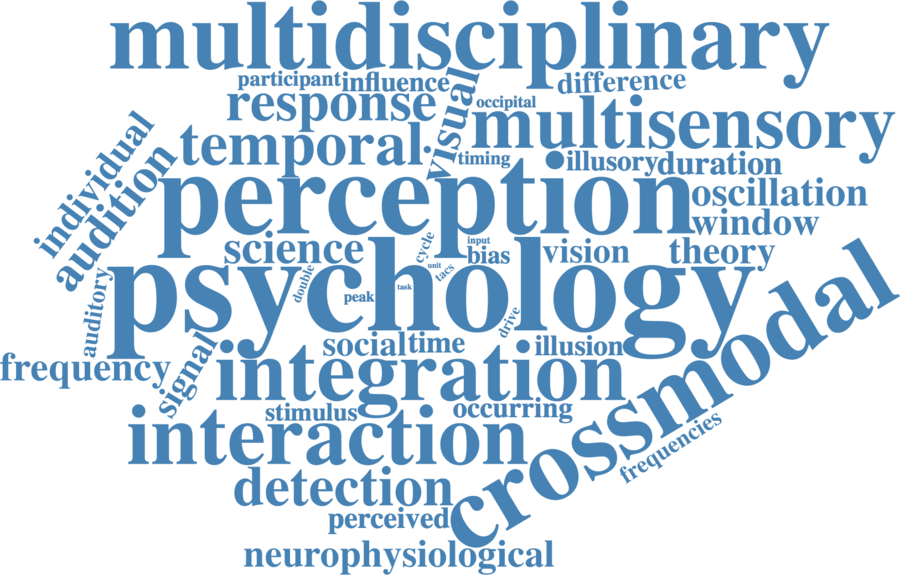 multidisciplinary
participant influence visual difference
response occipital
multisensory
individual temporal timing illusory duration
audition perception oscillation
window
science cycle input bias vision theory
psychology
auditory double peak unit tacs task drive
crossmodal
social time illusion
frequency signal integration
stimulus occurring
interaction frequencies
detection
perceived
neurophysiological